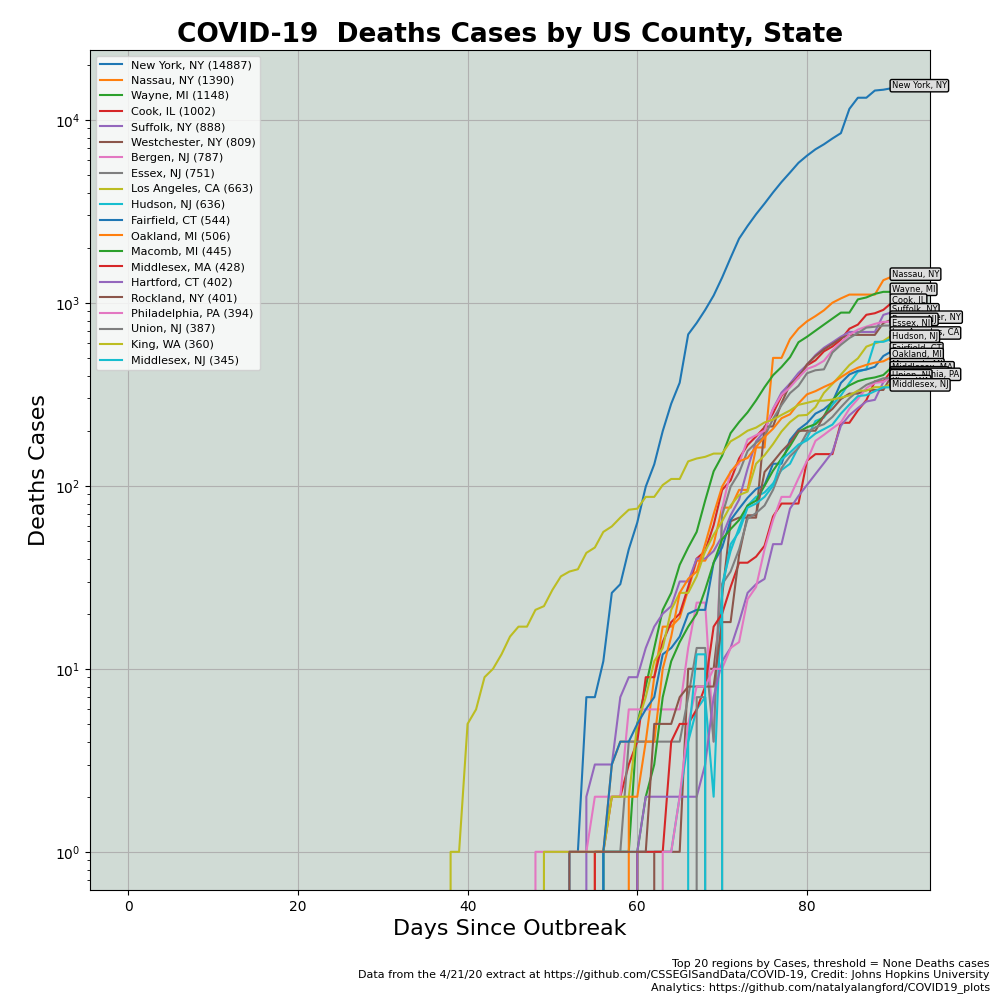 COVID-19  Deaths Cases by US County, State
New York, NY (14887)
Nassau, NY (1390)
Wayne, MI (1148)
Cook, IL (1002)
Suffolk, NY (888)
Westchester, NY (809)
Bergen, NJ (787)
Essex, NJ (751)
Los Angeles, CA (663)
Hudson, NJ (636)
Fairfield, CT (544)
Oakland, MI (506)
Macomb, MI (445)
Middlesex, MA (428)
Hartford, CT (402)
Rockland, NY (401)
Philadelphia, PA (394)
Union, NJ (387)
King, WA (360)
Middlesex, NJ (345)
New York, NY
Nassau, NY
Wayne, MI
Cook, IL
Suffolk, NY
Essex, NJ
Hudson, NJ
Oakland, MI
Middlesex, NJ
Deaths Cases
10^4
10^3
10^2
10^1
10^0
0 20 40 60 80
Days Since Outbreak
Top 20 regions by Cases, threshold = None Deaths cases
Data from the 4/21/20 extract at https://github.com/CSSEGISandData/COVID-19, Credit: Johns Hopkins University
Analytics: https://github.com/natalyalangford/COVID19_plots